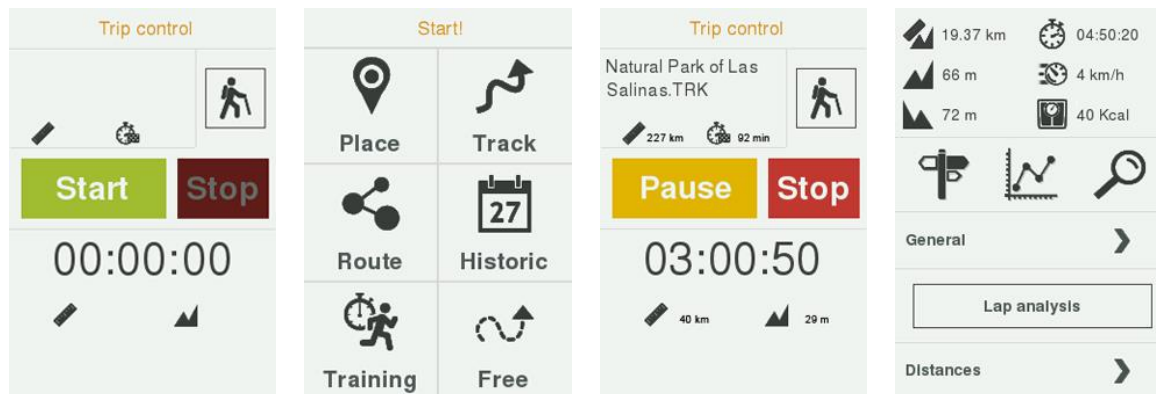 Trip control
Start Stop
00:00:00
Start!
Place Track
27
Route Historic
Training Free
Trip control
Natural Park of Las
Salinas.TRK
227 km 92 min
Pause Stop
03:00:50
40 km 29 m
19.37 km 04:50:20
66 m 4 km/h
72 m 40 Kcal
General
Lap analysis
Distances